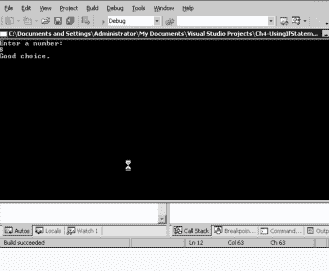 File Edit View Project Build Debug Tools Window Help
Debug
C:\Documents and Settings\Administrator\My Documents\Visual Studio Projects\Ch4-UsingIfStatem...
Enter a number:
Good choice.
Autos Locals Watch 1 Call Stack Breakpoin... Command... Outp
Build succeeded Ln 12 Col 63 Ch 63